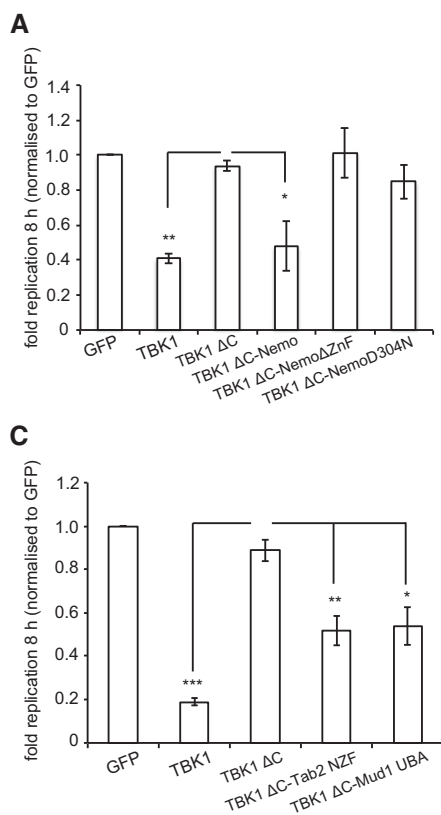 A
fold replication 8 h (normalised to GFP)
1.4
1.2
1.0
0.8
0.6
0.4
0.2
0
**
*
GFP
TBK1
TBK1 ΔC
TBK1 ΔC-Nemo
TBK1 ΔC-NemoΔZnF
TBK1 ΔC-NemoD304N
C
fold replication 8 h (normalised to GFP)
1.2
1.0
0.8
0.6
0.4
0.2
0
***
**
*
GFP
TBK1
TBK1 ΔC
TBK1 ΔC-Tab2 NZF
TBK1 ΔC-Mud1 UBA